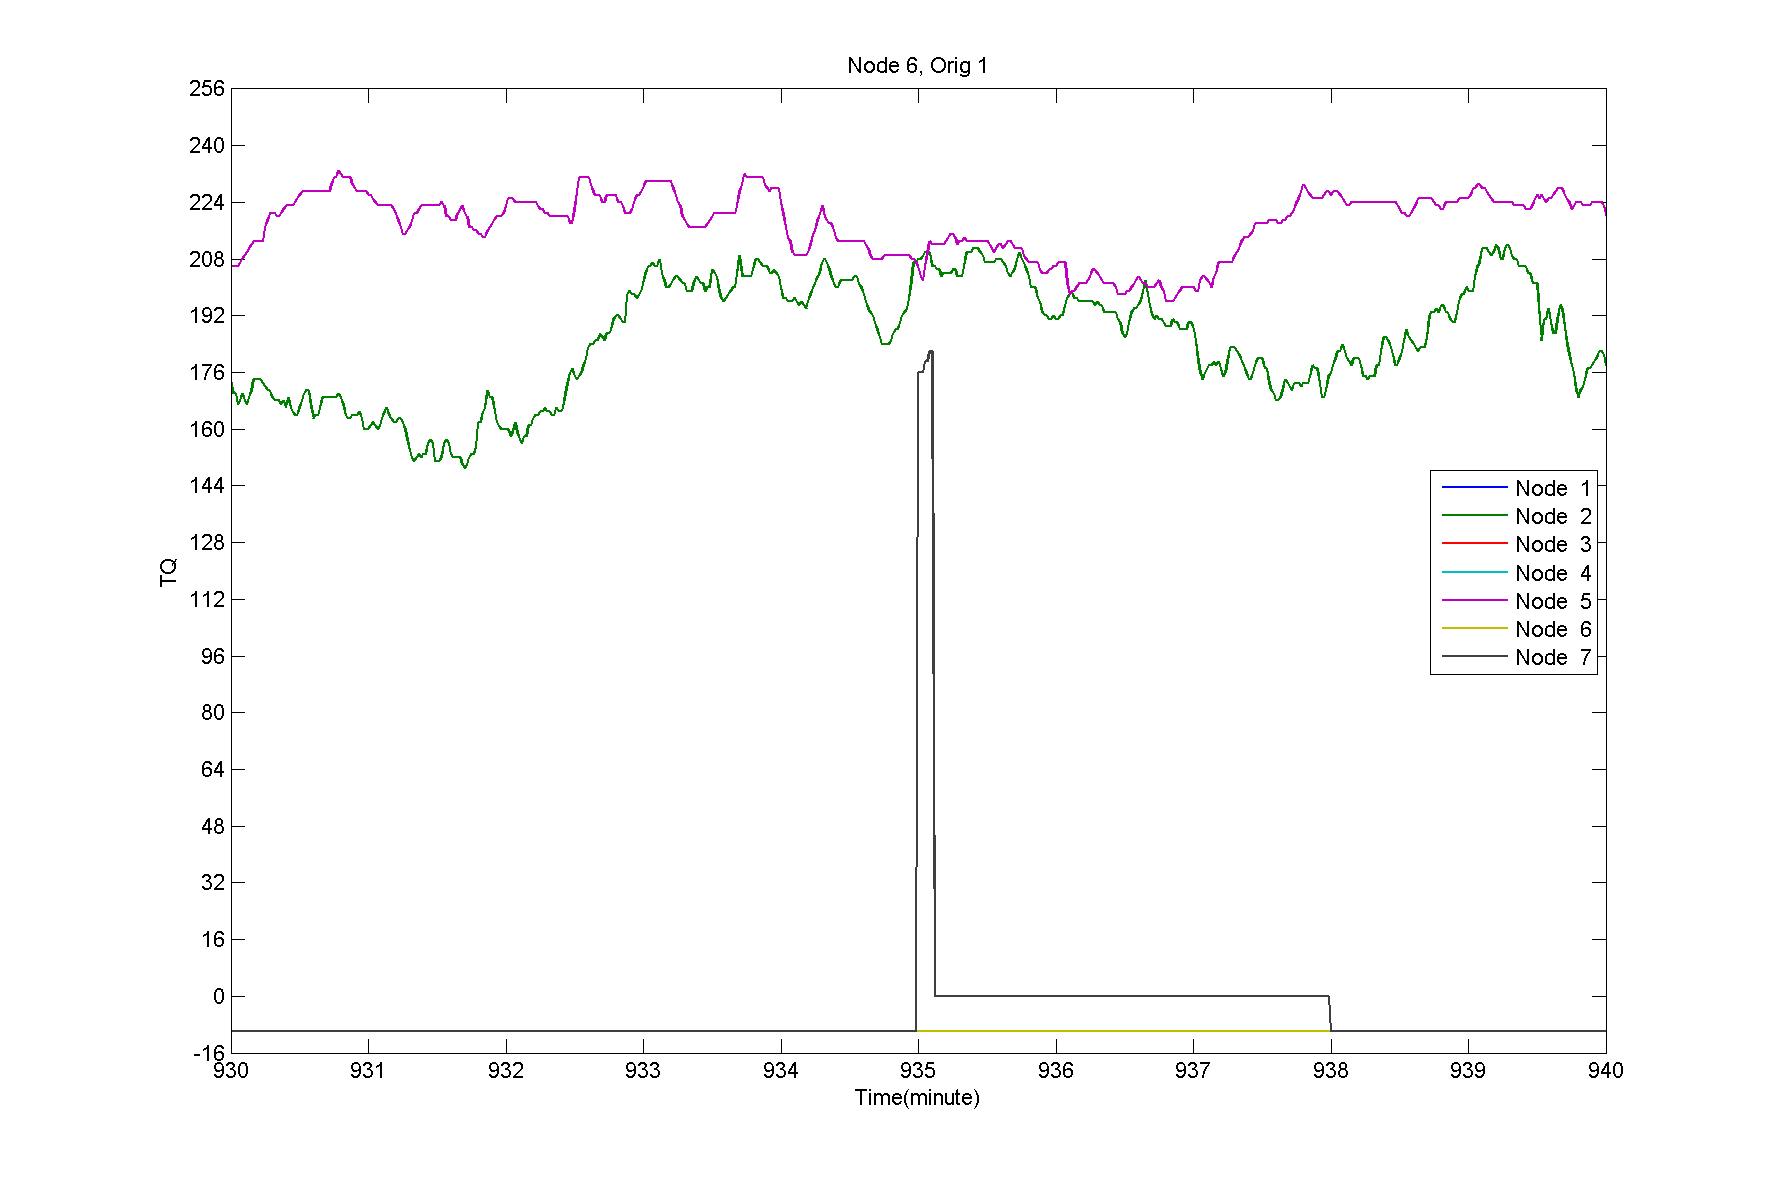 Node 6, Orig 1
256
240
224
208
192
176
160
144
128
112
96
80
64
48
32
16
0
-16
TQ
Node 1
Node 2
Node 3
Node 4
Node 5
Node 6
Node 7
930 931 932 933 934 935 936 937 938 939 940
Time(minute)